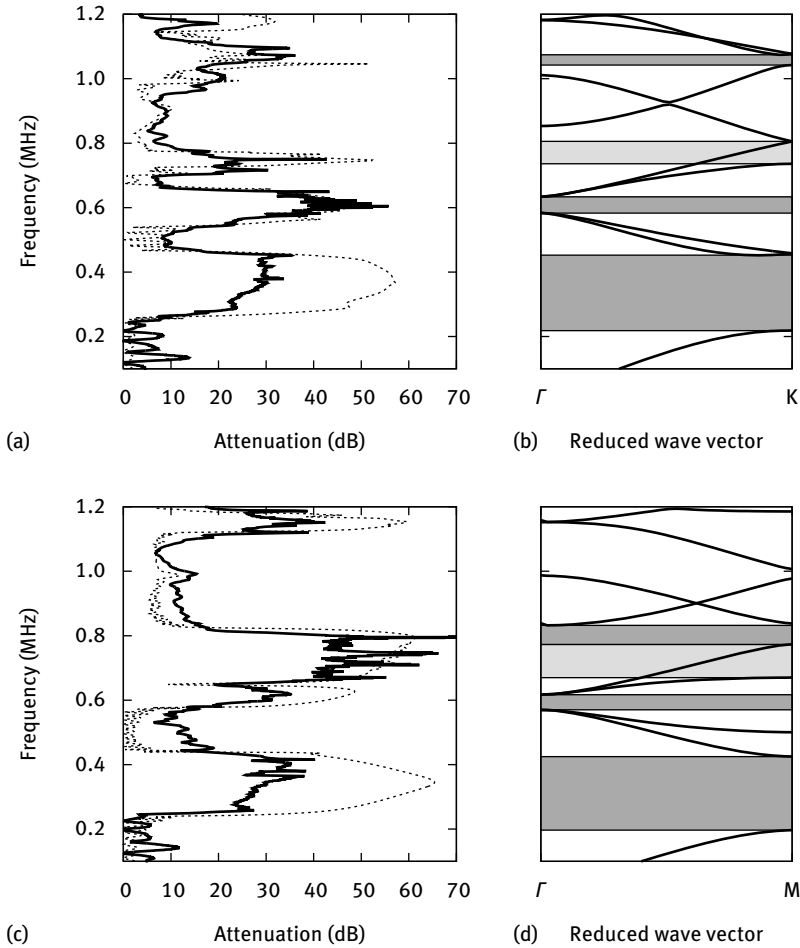 1.2
1.0
0.8
0.6
0.4
0.2
Frequency (MHz)
0 10 20 30 40 50 60 70
Γ K
(a) Attenuation (dB) (b) Reduced wave vector
1.2
1.0
0.8
0.6
0.4
0.2
Frequency (MHz)
0 10 20 30 40 50 60 70
Γ M
(c) Attenuation (dB) (d) Reduced wave vector